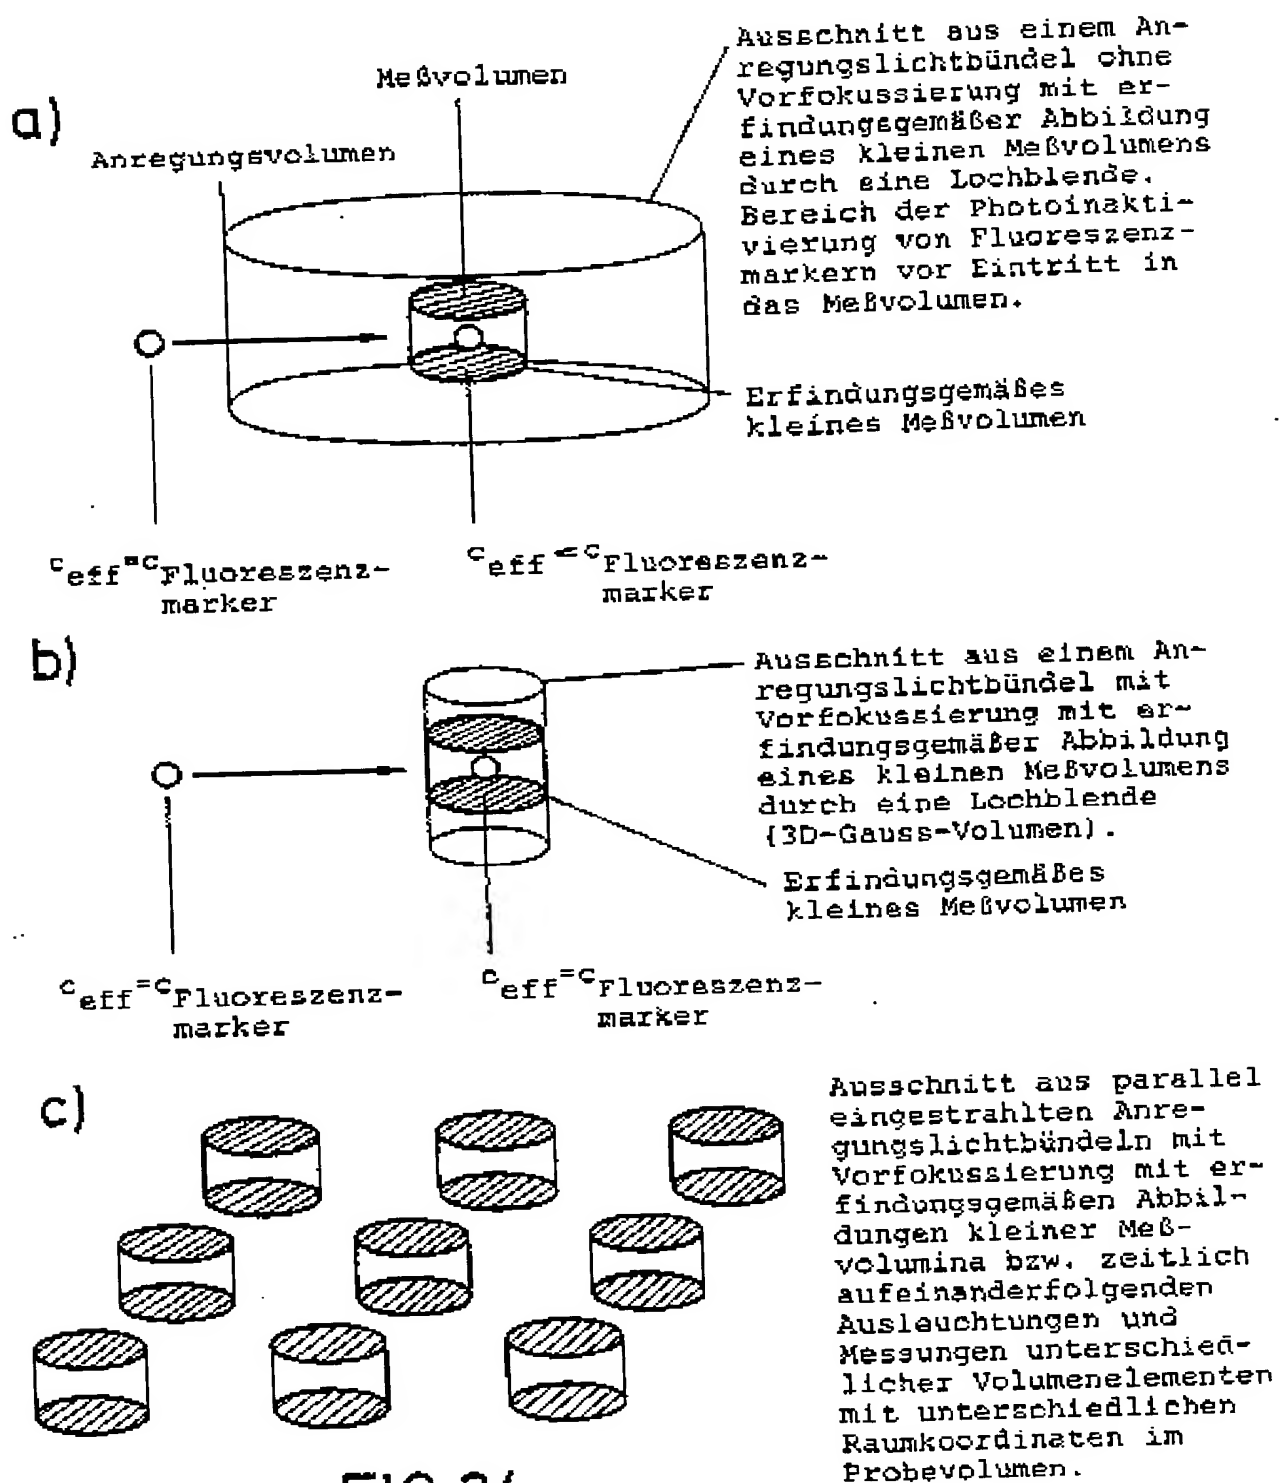 a)
Meßvolumen
Anregungsvolumen
Ausschnitt aus einem An-
regungslichtbündel ohne
Vorfokussierung mit er-
findungsgemäßer Abbildung
eines kleinen Meßvolumens
durch eine Lochblende.
Bereich der Photoinakti-
vierung von Fluoreszenz-
markern vor Eintritt in
das Meßvolumen.
Erfindungsgemäßes
kleines Meßvolumen
ceff=cFluoreszenz-
marker
ceff<cFluoreszenz-
marker
b)
Ausschnitt aus einem An-
regungslichtbündel mit
Vorfokussierung mit er-
findungsgemäßer Abbildung
eines kleinen Meßvolumens
durch eine Lochblende
(3D-Gauss-Volumen).
Erfindungsgemäßes
kleines Meßvolumen
ceff=cFluoreszenz-
marker
ceff=cFluoreszenz-
marker
c)
Ausschnitt aus parallel
eingestrahlten Anre-
gungslichtbündeln mit
Vorfokussierung mit er-
findungsgemäßen Abbil-
dungen kleiner Meß-
volumina bzw. zeitlich
aufeinanderfolgenden
Ausleuchtungen und
Messungen unterschied-
licher Volumenelementen
mit unterschiedlichen
Raumkoordinaten im
Probevolumen.